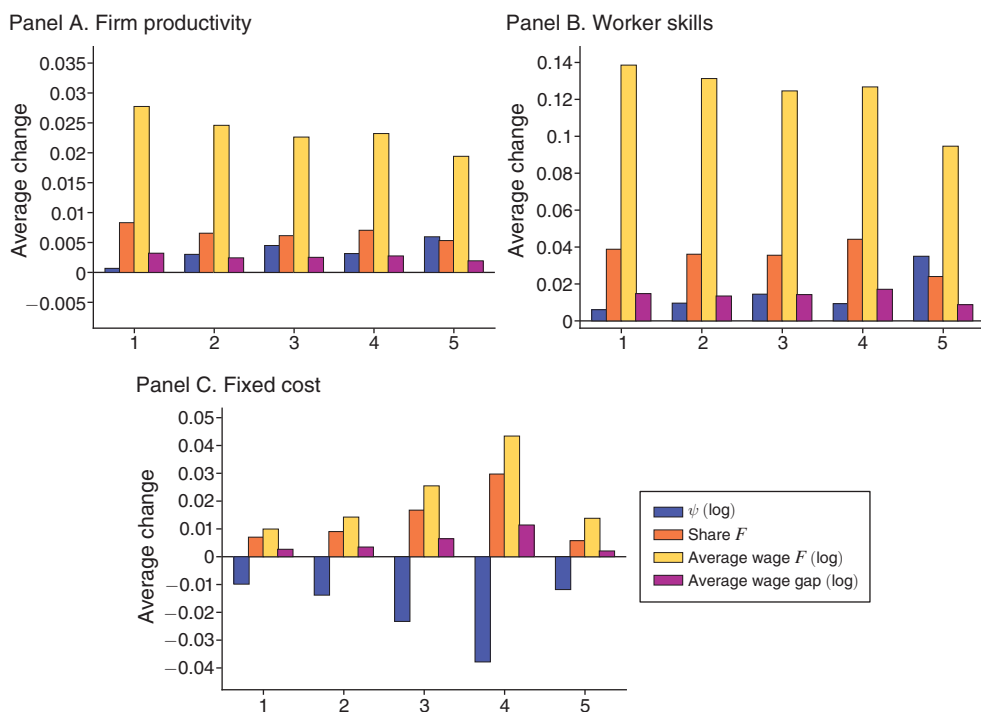 Panel A. Firm productivity
Average change
0.035
0.03
0.025
0.02
0.015
0.01
0.005
0
−0.005
1 2 3 4 5
Panel B. Worker skills
Average change
0.14
0.12
0.1
0.08
0.06
0.04
0.02
0
1 2 3 4 5
Panel C. Fixed cost
Average change
0.05
0.04
0.03
0.02
0.01
0
−0.01
−0.02
−0.03
−0.04
1 2 3 4 5
ψ (log)
Share F
Average wage F (log)
Average wage gap (log)